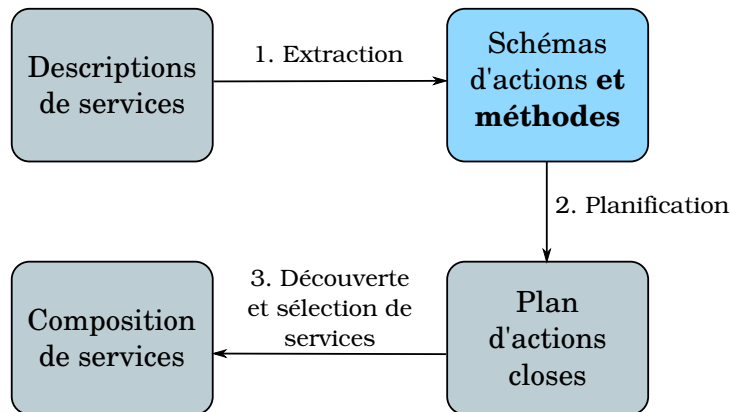 Descriptions
de services
1. Extraction
Schémas
d'actions et
méthodes
2. Planification
Plan
d'actions
closes
3. Découverte
et sélection de
services
Composition
de services